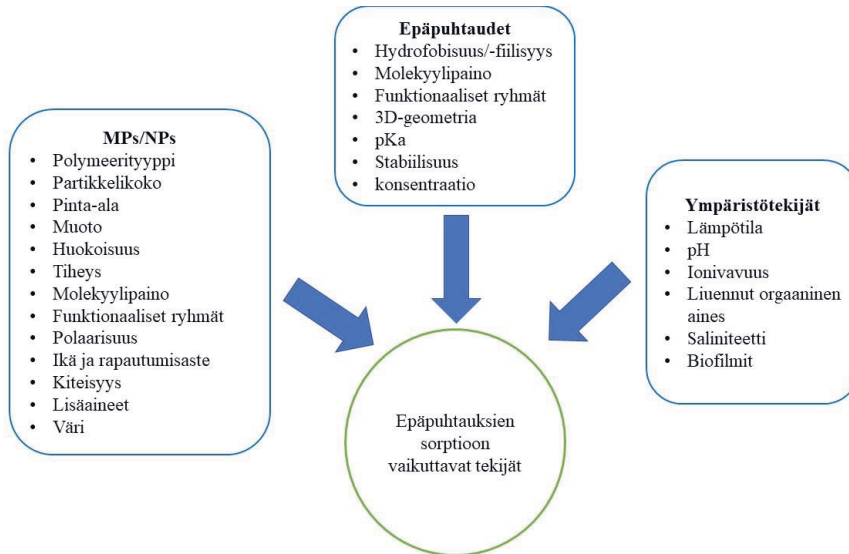 Epäpuhtaudet
• Hydrofobisuus/-fiilisyys
• Molekyylipaino
• Funktionaaliset ryhmät
• 3D-geometria
• pKa
• Stabiilisuus
• konsentraatio
MPs/NPs
• Polymeerityyppi
• Partikkelikoko
• Pinta-ala
• Muoto
• Huokoisuus
• Tiheys
• Molekyylipaino
• Funktionaaliset ryhmät
• Polaarisuus
• Ikä ja rapautumisaste
• Kiteisyys
• Lisäaineet
• Väri
Ympäristötekijät
• Lämpötila
• pH
• Ionivavuus
• Liuennut orgaaninen
aines
• Saliniteetti
• Biofilmit
Epäpuhtauksien
sorptioon
vaikuttavat tekijät